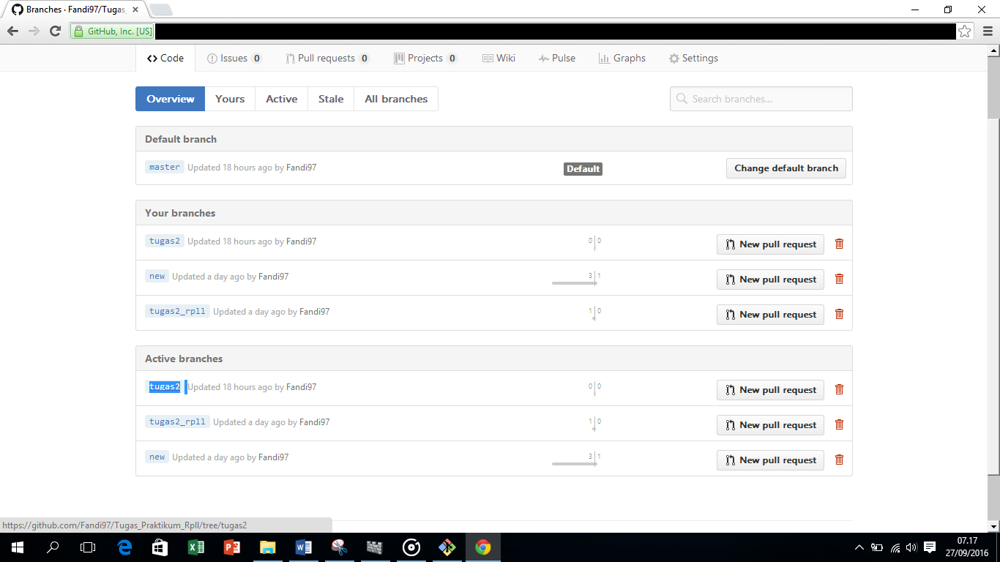 Branches · Fandi97/Tugas_
GitHub, Inc. [US]
Code Issues 0 Pull requests 0 Projects 0 Wiki Pulse Graphs Settings
Overview Yours Active Stale All branches Search branches...
Default branch
master Updated 18 hours ago by Fandi97 Default Change default branch
Your branches
tugas2 Updated 18 hours ago by Fandi97 0 0 New pull request
new Updated a day ago by Fandi97 3 1 New pull request
tugas2_rpll Updated a day ago by Fandi97 1 0 New pull request
Active branches
tugas2 Updated 18 hours ago by Fandi97 0 0 New pull request
tugas2_rpll Updated a day ago by Fandi97 1 0 New pull request
new Updated a day ago by Fandi97 3 1 New pull request
https://github.com/Fandi97/Tugas_Praktikum_Rpll/tree/tugas2
07.17
27/09/2016